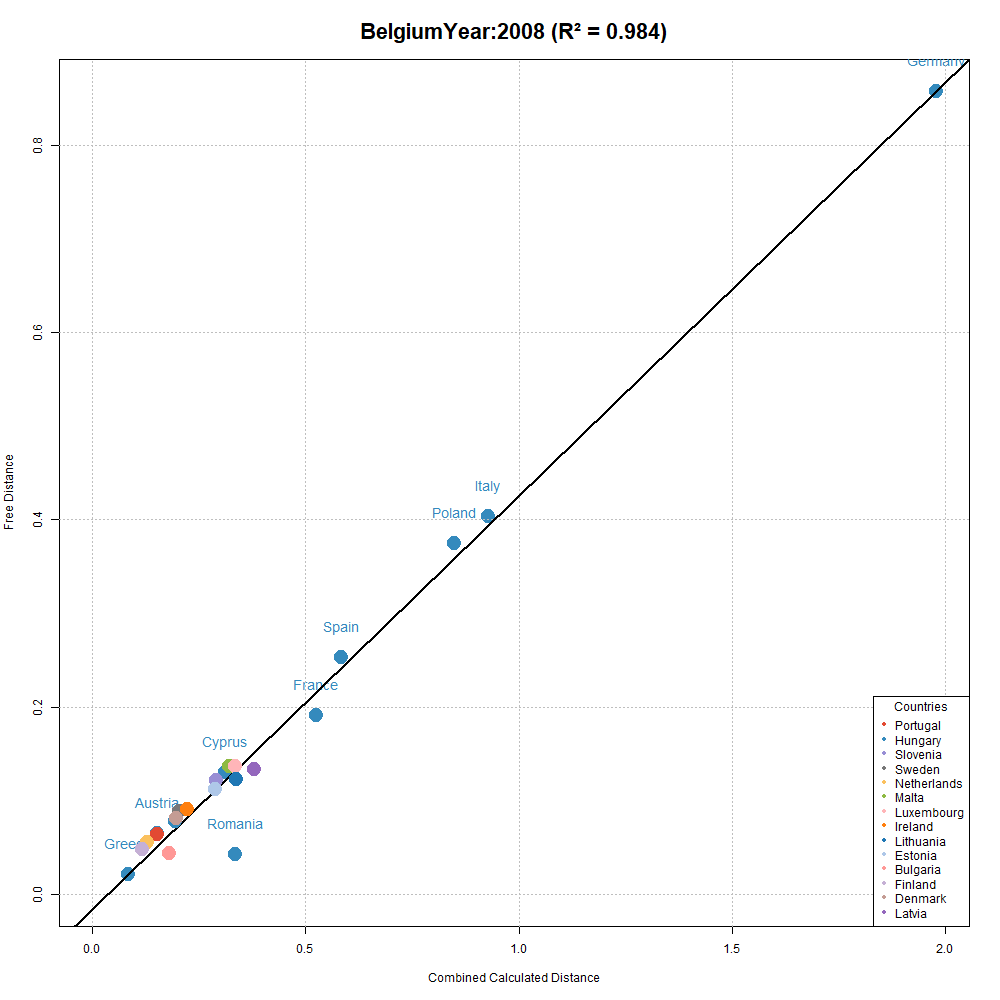 BelgiumYear:2008 (R² = 0.984)
Germany
0.8
0.6
Italy
Poland
0.4
Spain
France
0.2
Cyprus
Austria
Romania
Greec
0.0
Free Distance
Countries
Portugal
Hungary
Slovenia
Sweden
Netherlands
Malta
Luxembourg
Ireland
Lithuania
Estonia
Bulgaria
Finland
Denmark
Latvia
0.0 0.5 1.0 1.5 2.0
Combined Calculated Distance